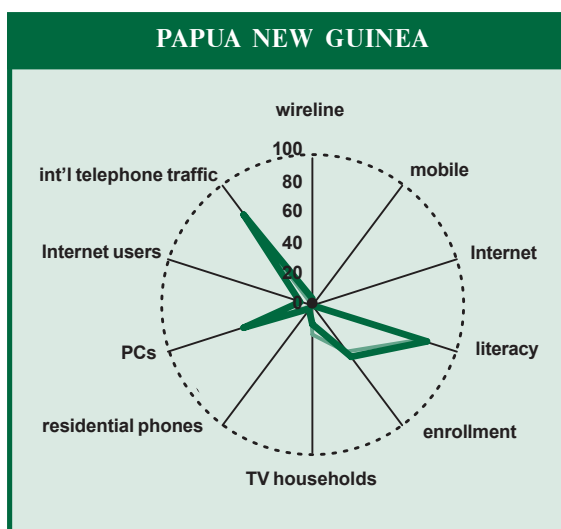 PAPUA NEW GUINEA
wireline
100
int'l telephone traffic
mobile
80
60
Internet users
40
Internet
20
0
PCs
literacy
residential phones
enrollment
TV households